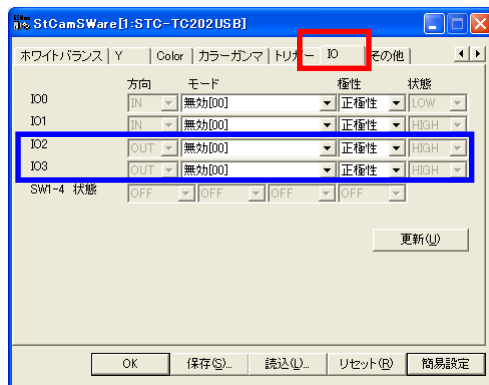 StCamSWare[1:STC-TC202USB]
ホワイトバランス Y Color カラーガンマ トリガー IO その他
方向 モード 極性 状態
IO0 IN 無効[00] 正極性 LOW
IO1 IN 無効[00] 正極性 HIGH
IO2 OUT 無効[00] 正極性 HIGH
IO3 OUT 無効[00] 正極性 HIGH
SW1-4 状態 OFF OFF OFF OFF
更新(U)
OK 保存(S)... 読込(L)... リセット(R) 簡易設定